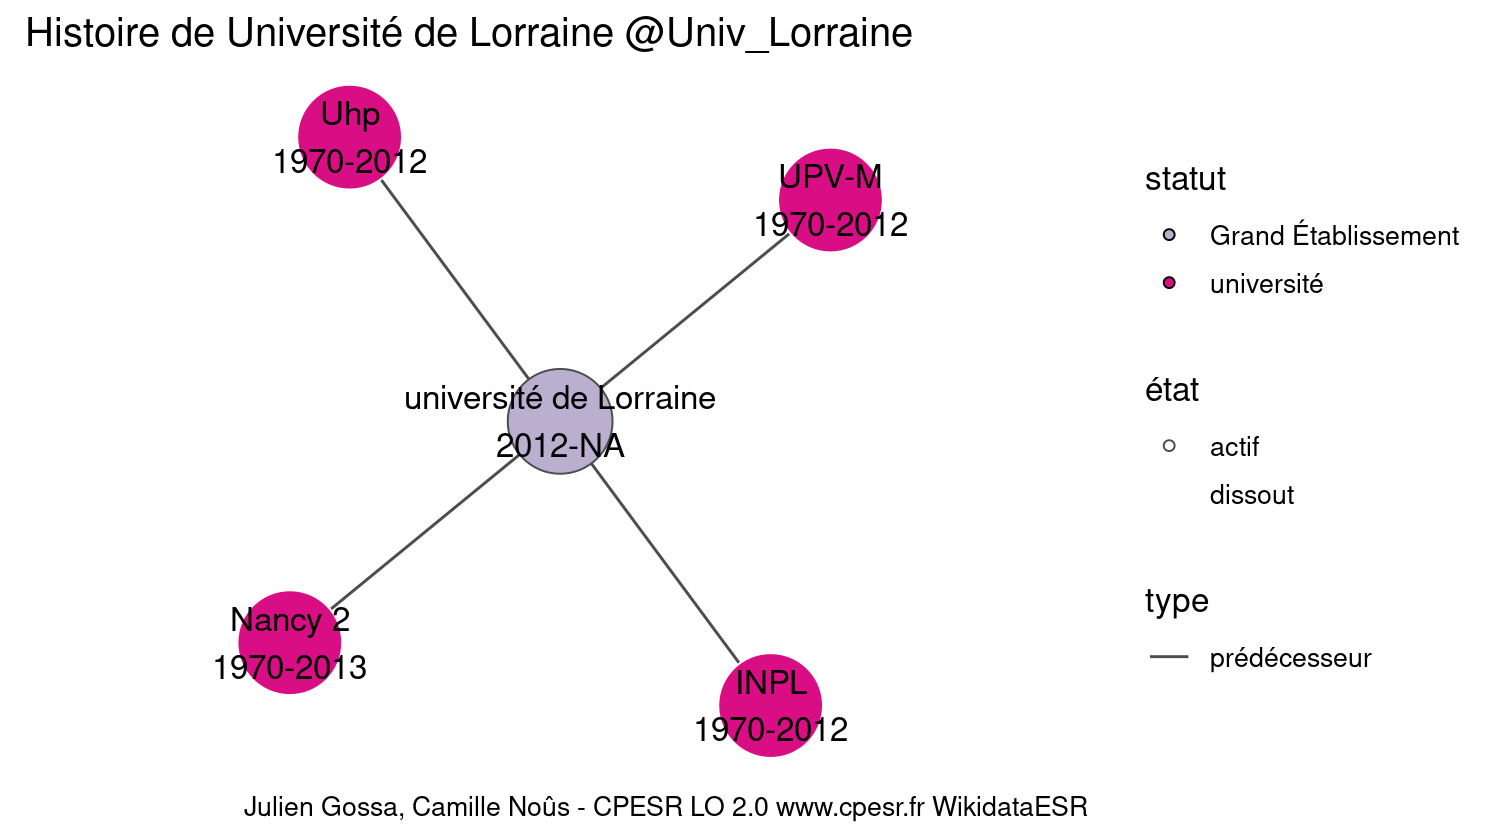 Histoire de Université de Lorraine @Univ_Lorraine
Uhp
1970-2012
UPV-M
1970-2012
université de Lorraine
2012-NA
Nancy 2
1970-2013
INPL
1970-2012
statut
Grand Établissement
université
état
actif
dissout
type
prédécesseur
Julien Gossa, Camille Noûs - CPESR LO 2.0 www.cpesr.fr WikidataESR